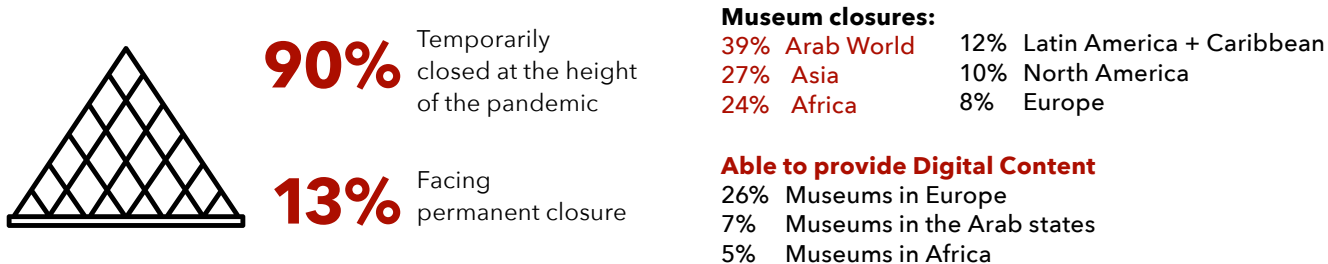 90%
Temporarily
closed at the height
of the pandemic
13%
Facing
permanent closure
Museum closures:
39% Arab World
27% Asia
24% Africa
12% Latin America + Caribbean
10% North America
8% Europe
Able to provide Digital Content
26% Museums in Europe
7% Museums in the Arab states
5% Museums in Africa